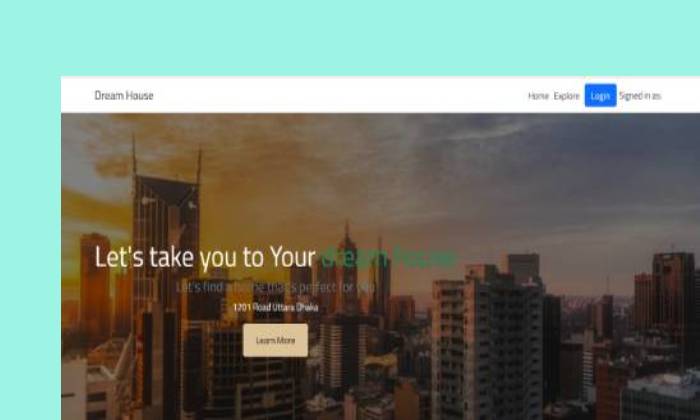 Dream House
Home Explore Login Signed in as:
Let's take you to Your dream house
Let's find a home that's perfect for you
1201 Road Uttara Dhaka
Learn More